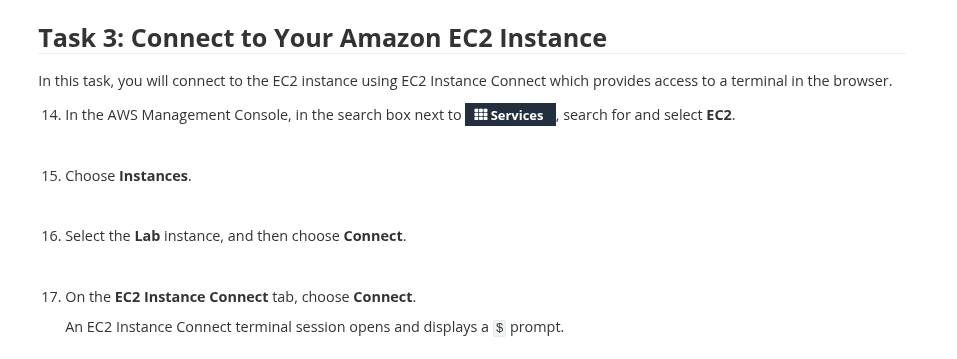 Task 3: Connect to Your Amazon EC2 Instance
In this task, you will connect to the EC2 instance using EC2 Instance Connect which provides access to a terminal in the browser.
14. In the AWS Management Console, in the search box next to Services, search for and select EC2.
15. Choose Instances.
16. Select the Lab instance, and then choose Connect.
17. On the EC2 Instance Connect tab, choose Connect.
An EC2 Instance Connect terminal session opens and displays a $ prompt.